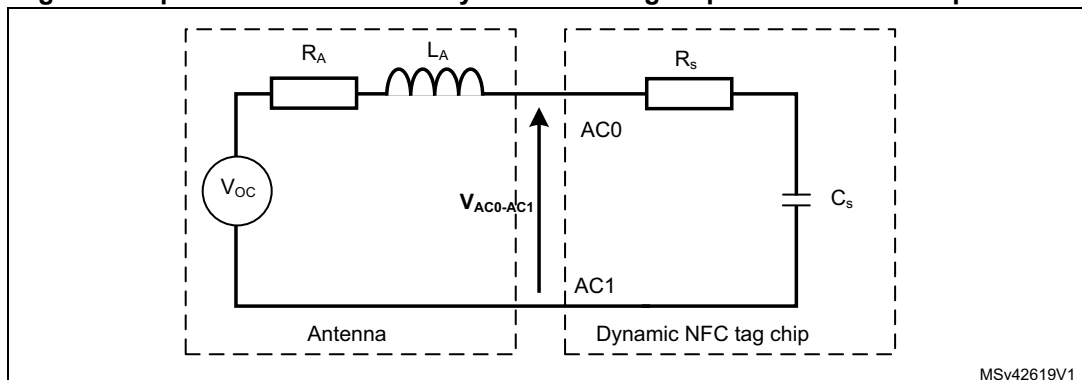 R_A
L_A
R_s
AC0
V_OC
V_AC0-AC1
C_s
AC1
Antenna
Dynamic NFC tag chip
MSv42619V1